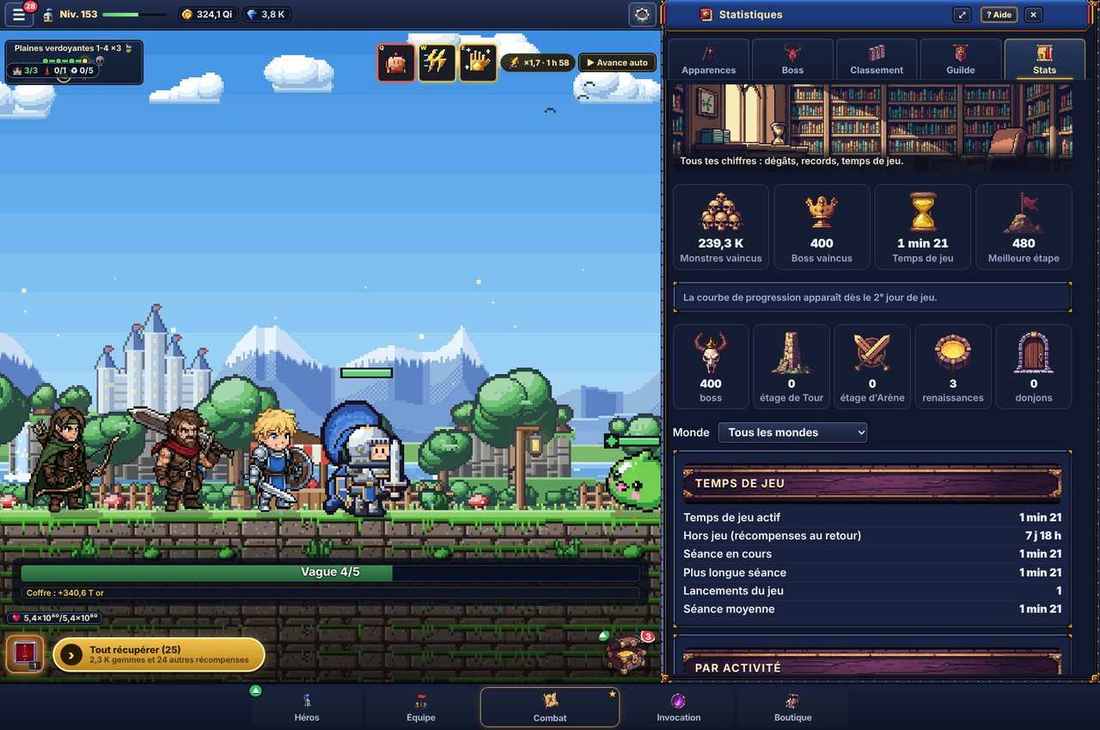 28
Niv. 153
324,1 Qi
3,8 K
Statistiques
? Aide
Plaines verdoyantes 1-4 ×3
3/3 0/1 0/5
Q
W
×1,7 · 1 h 58
Avance auto
Apparences
Boss
Classement
Guilde
Stats
Tous tes chiffres : dégâts, records, temps de jeu.
239,3 K
Monstres vaincus
400
Boss vaincus
1 min 21
Temps de jeu
480
Meilleure étape
La courbe de progression apparaît dès le 2ᵉ jour de jeu.
400
boss
0
étage de Tour
0
étage d'Arène
3
renaissances
0
donjons
Monde
Tous les mondes
TEMPS DE JEU
Temps de jeu actif 1 min 21
Hors jeu (récompenses au retour) 7 j 18 h
Séance en cours 1 min 21
Plus longue séance 1 min 21
Lancements du jeu 1
Séance moyenne 1 min 21
PAR ACTIVITÉ
Vague 4/5
Coffre : +340,6 T or
Tout récupérer (25)
2,3 K gemmes et 24 autres récompenses
1
3
Héros
Équipe
Combat
Invocation
Boutique